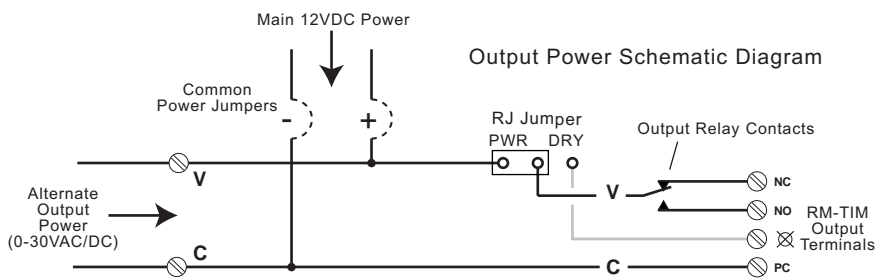 Main 12VDC Power
Output Power Schematic Diagram
Common
Power Jumpers
-
+
RJ Jumper
PWR DRY
Output Relay Contacts
V
V
NC
NO
Alternate
Output
Power
(0-30VAC/DC)
RM-TIM
Output
Terminals
C
C
PC